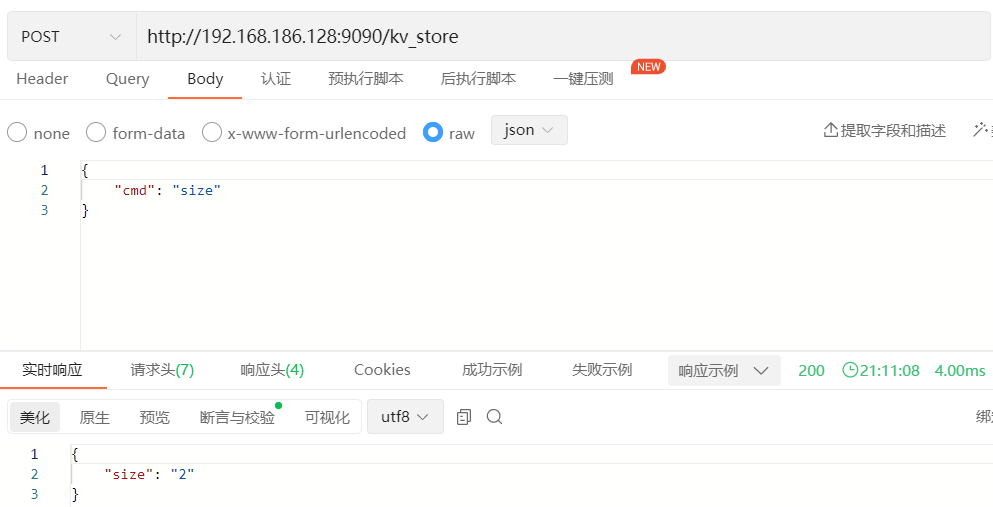 POST http://192.168.186.128:9090/kv_store
Header Query Body 认证 预执行脚本 后执行脚本 一键压测 NEW
none form-data x-www-form-urlencoded raw json 提取字段和描述
1 {
2 "cmd": "size"
3 }
实时响应 请求头(7) 响应头(4) Cookies 成功示例 失败示例 响应示例 200 21:11:08 4.00ms
美化 原生 预览 断言与校验 可视化 utf8
1 {
2 "size": "2"
3 }